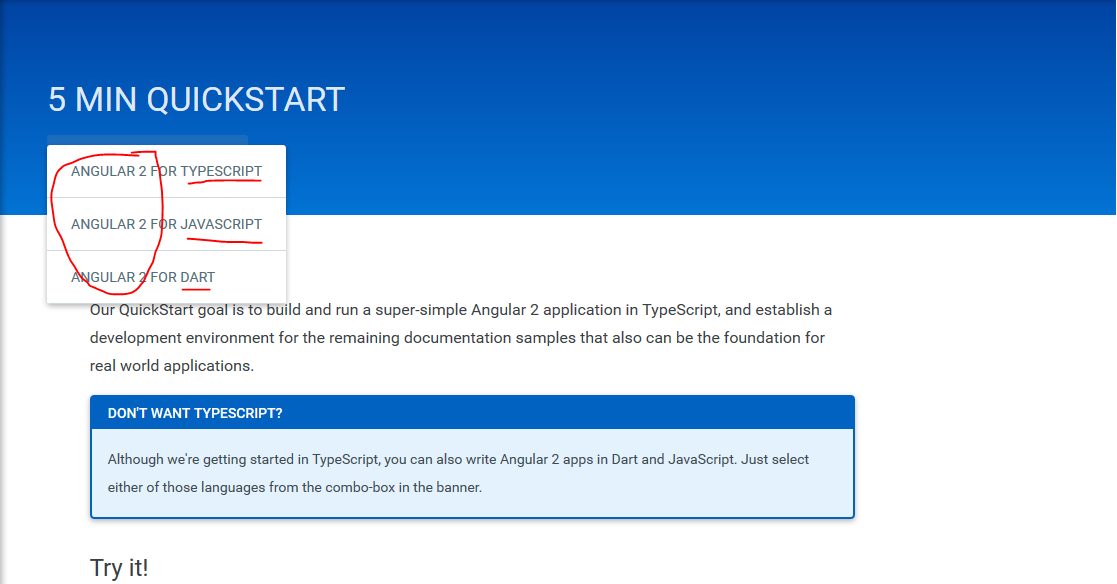 5 MIN QUICKSTART
ANGULAR 2 FOR TYPESCRIPT
ANGULAR 2 FOR JAVASCRIPT
ANGULAR 2 FOR DART
Our QuickStart goal is to build and run a super-simple Angular 2 application in TypeScript, and establish a
development environment for the remaining documentation samples that also can be the foundation for
real world applications.
DON'T WANT TYPESCRIPT?
Although we're getting started in TypeScript, you can also write Angular 2 apps in Dart and JavaScript. Just select
either of those languages from the combo-box in the banner.
Try it!